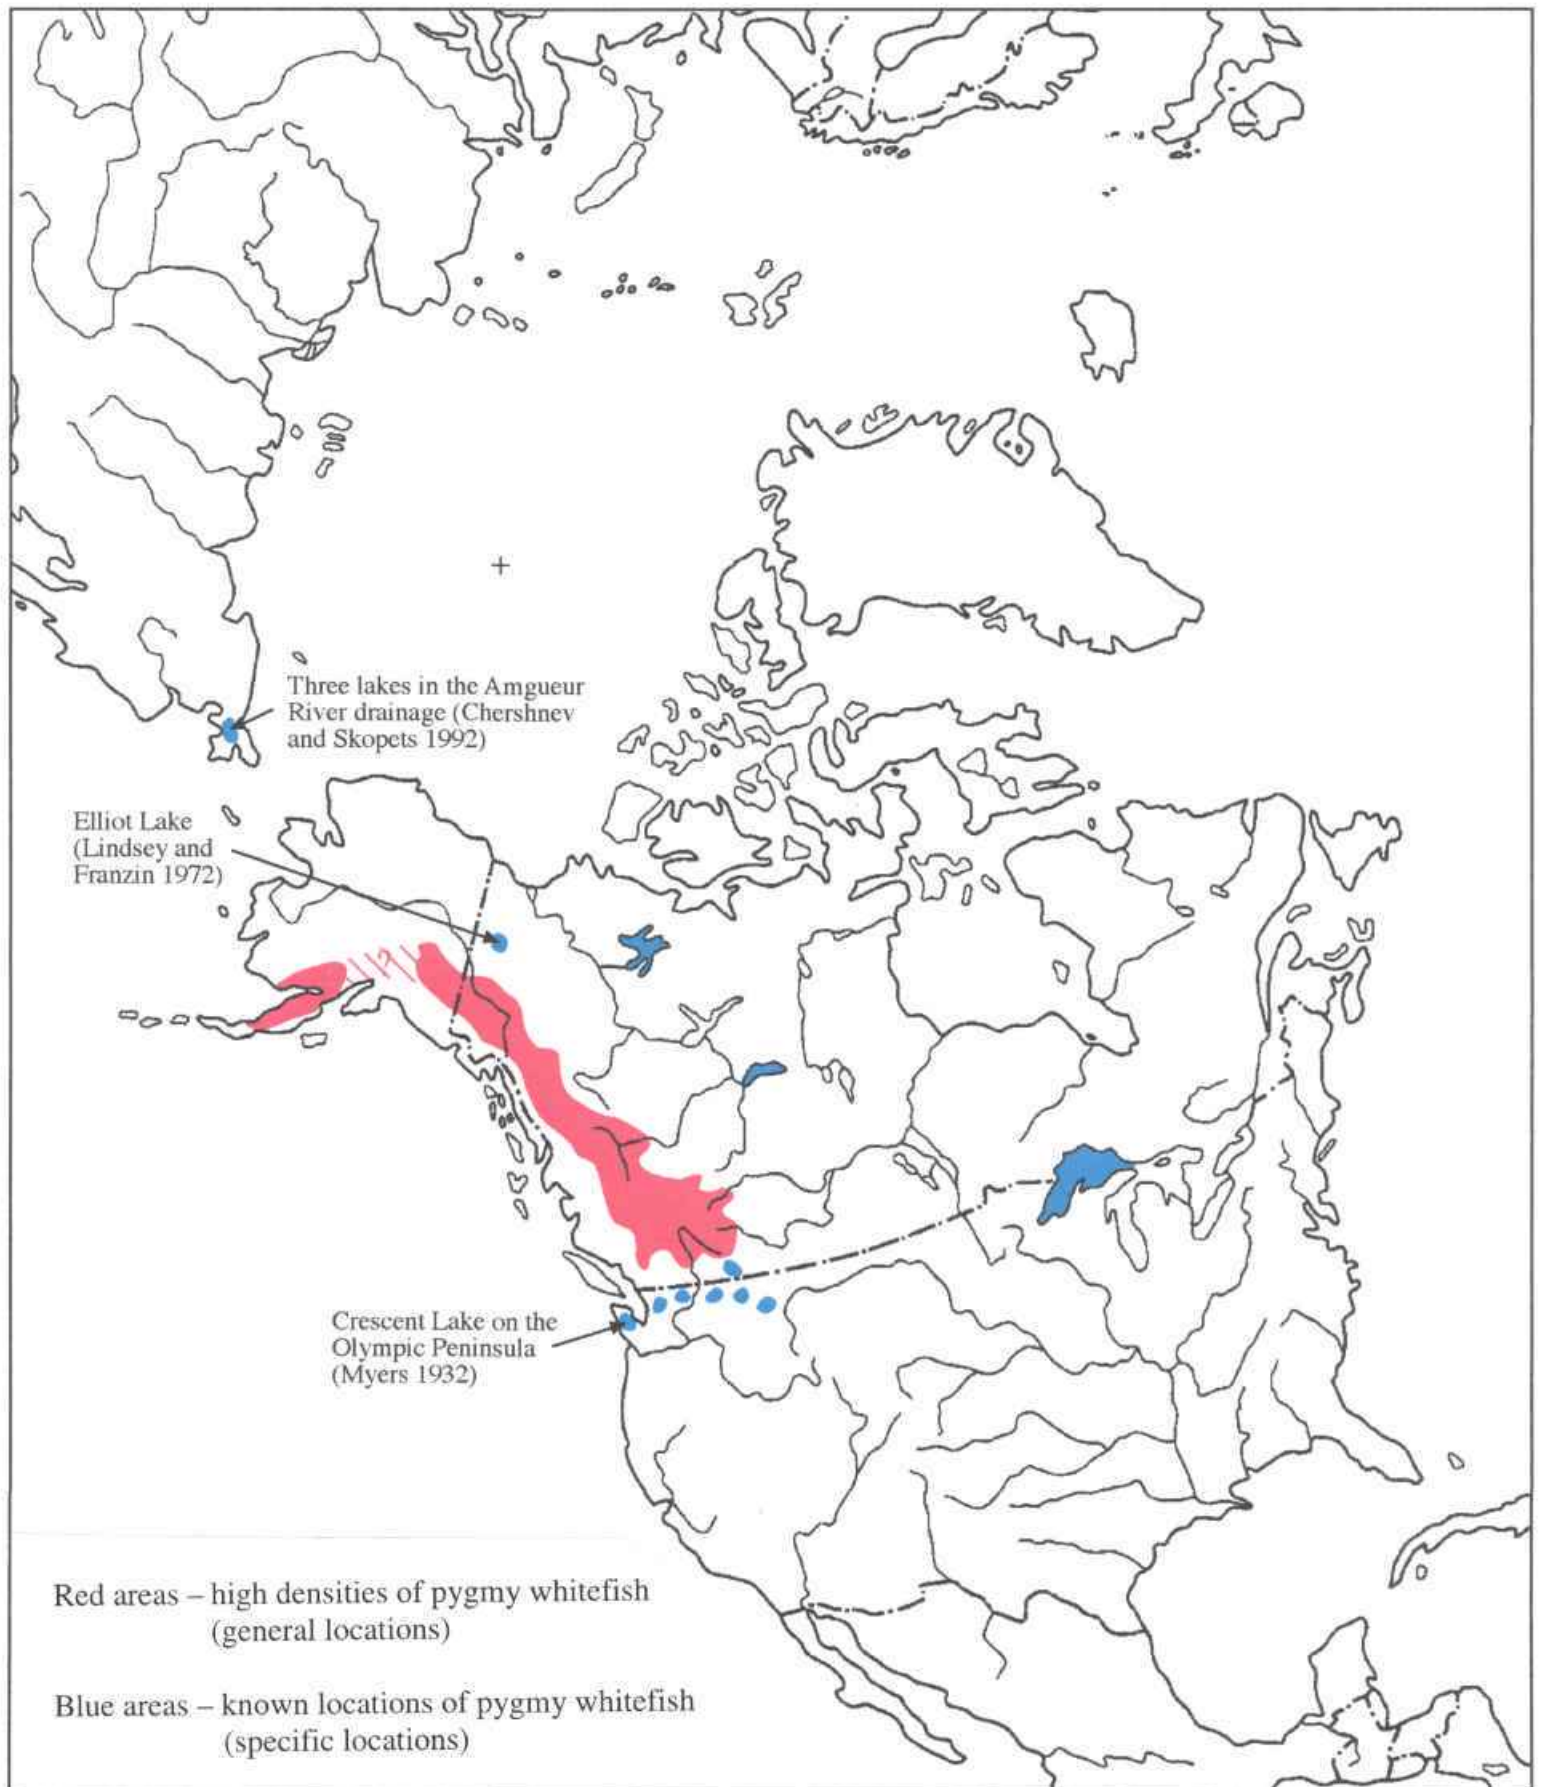 Three lakes in the Amgueur
River drainage (Chershnev
and Skopets 1992)
Elliot Lake
(Lindsey and
Franzin 1972)
Crescent Lake on the
Olympic Peninsula
(Myers 1932)
Red areas – high densities of pygmy whitefish
(general locations)
Blue areas – known locations of pygmy whitefish
(specific locations)